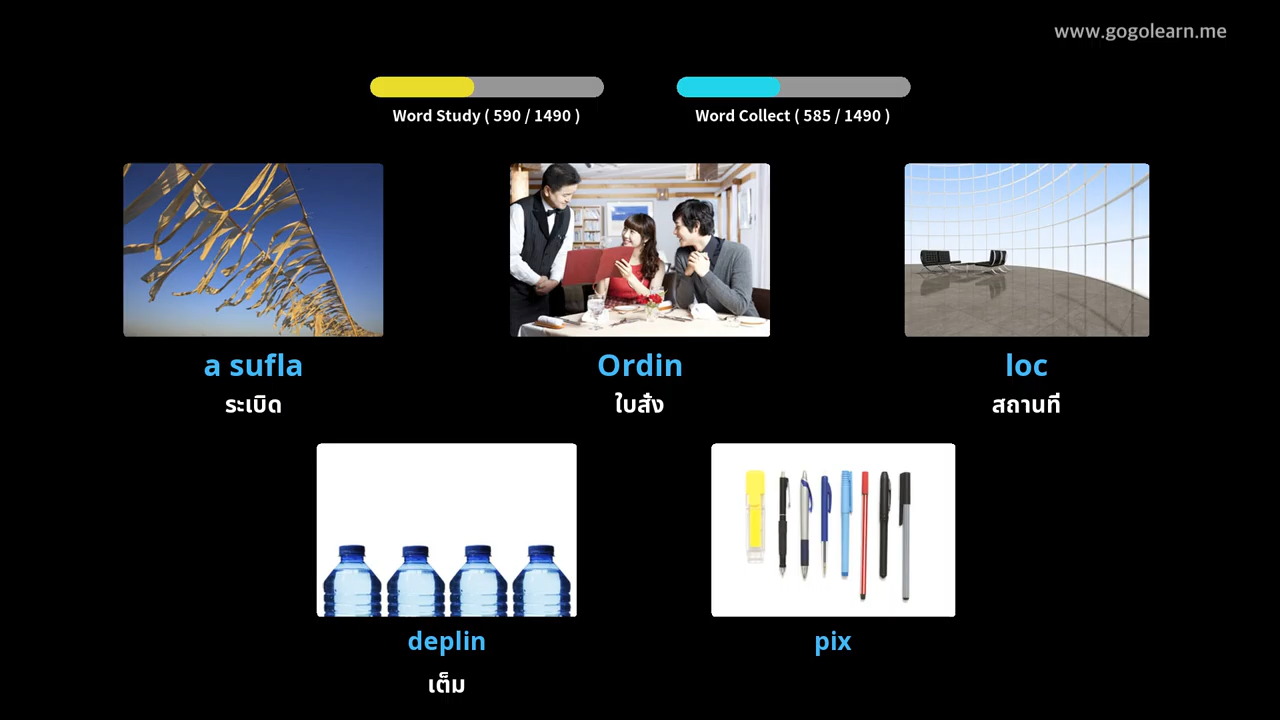 www.gogolearn.me
Word Study ( 590 / 1490 )
Word Collect ( 585 / 1490 )
a sufla
Ordin
loc
ระเบิด
ใบสั่ง
สถานที่
deplin
pix
เต็ม